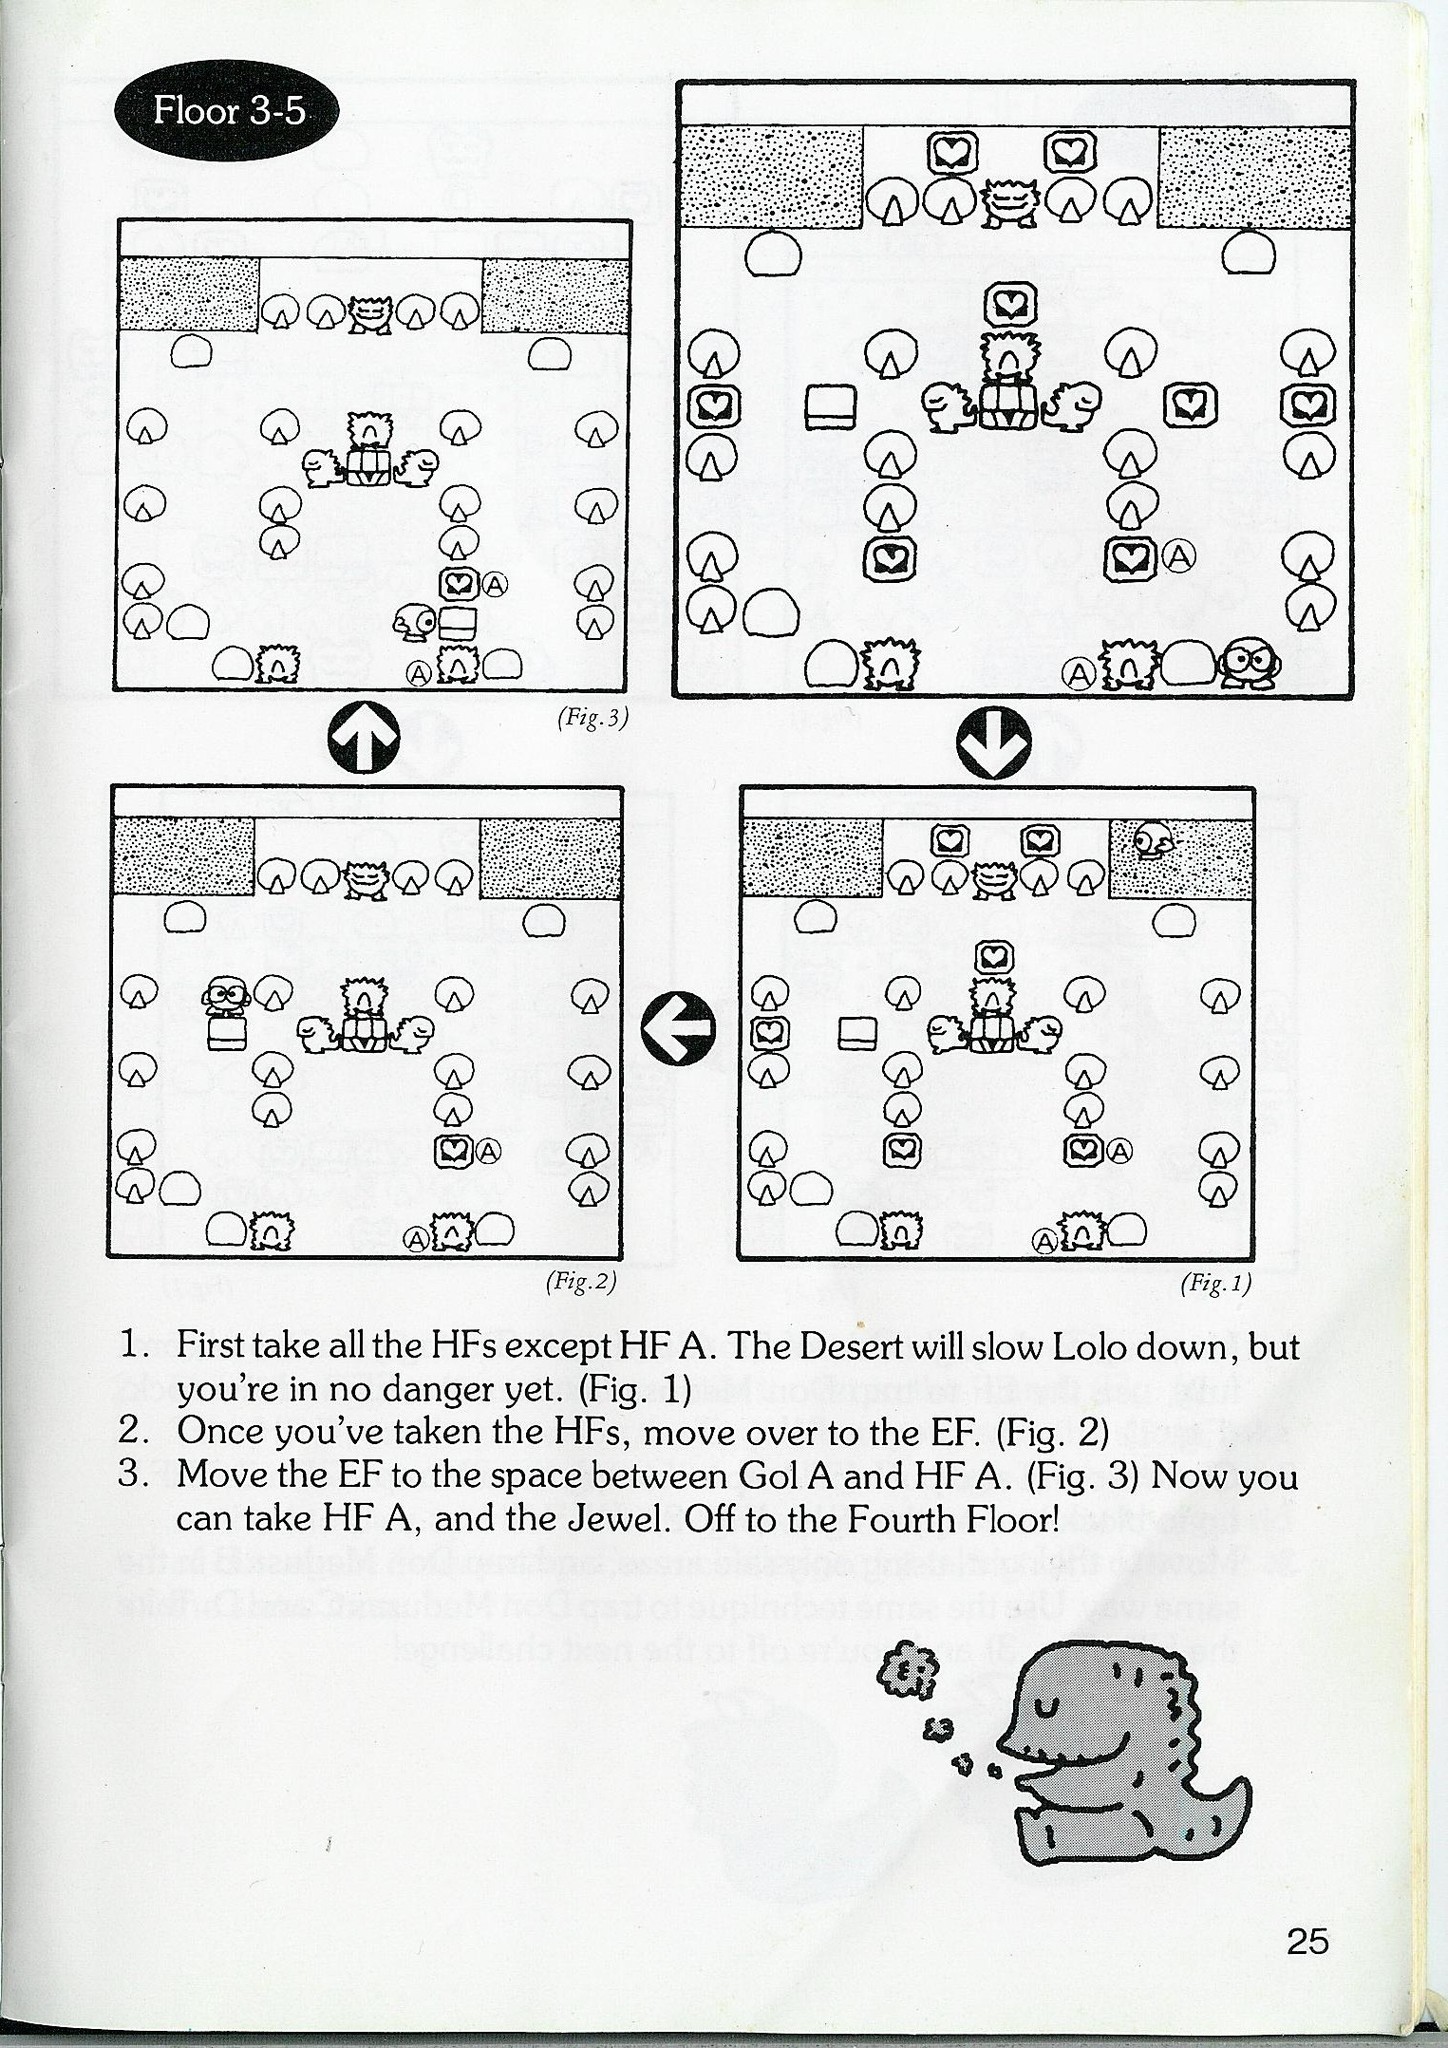 Floor 3-5
A
A
A
A
(Fig.3)
A
A
A
A
(Fig.2)
(Fig.1)
1. First take all the HFs except HF A. The Desert will slow Lolo down, but
you're in no danger yet. (Fig. 1)
2. Once you've taken the HFs, move over to the EF. (Fig. 2)
3. Move the EF to the space between Gol A and HF A. (Fig. 3) Now you
can take HF A, and the Jewel. Off to the Fourth Floor!
25